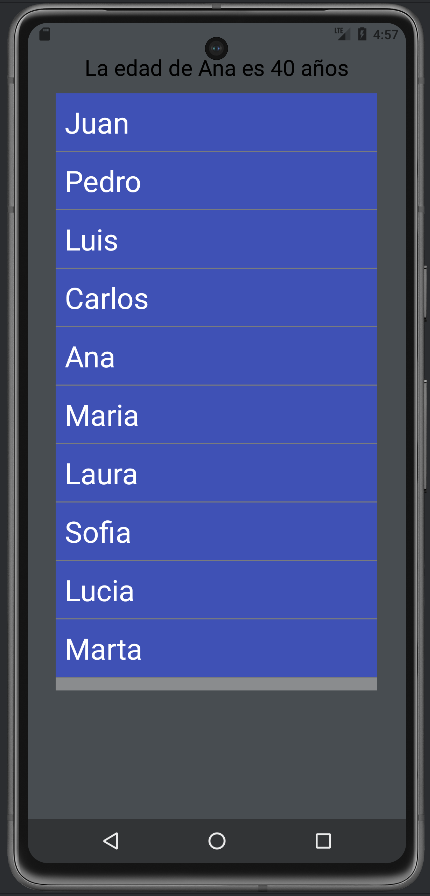 LTE 4:57
La edad de Ana es 40 años
Juan
Pedro
Luis
Carlos
Ana
Maria
Laura
Sofia
Lucia
Marta